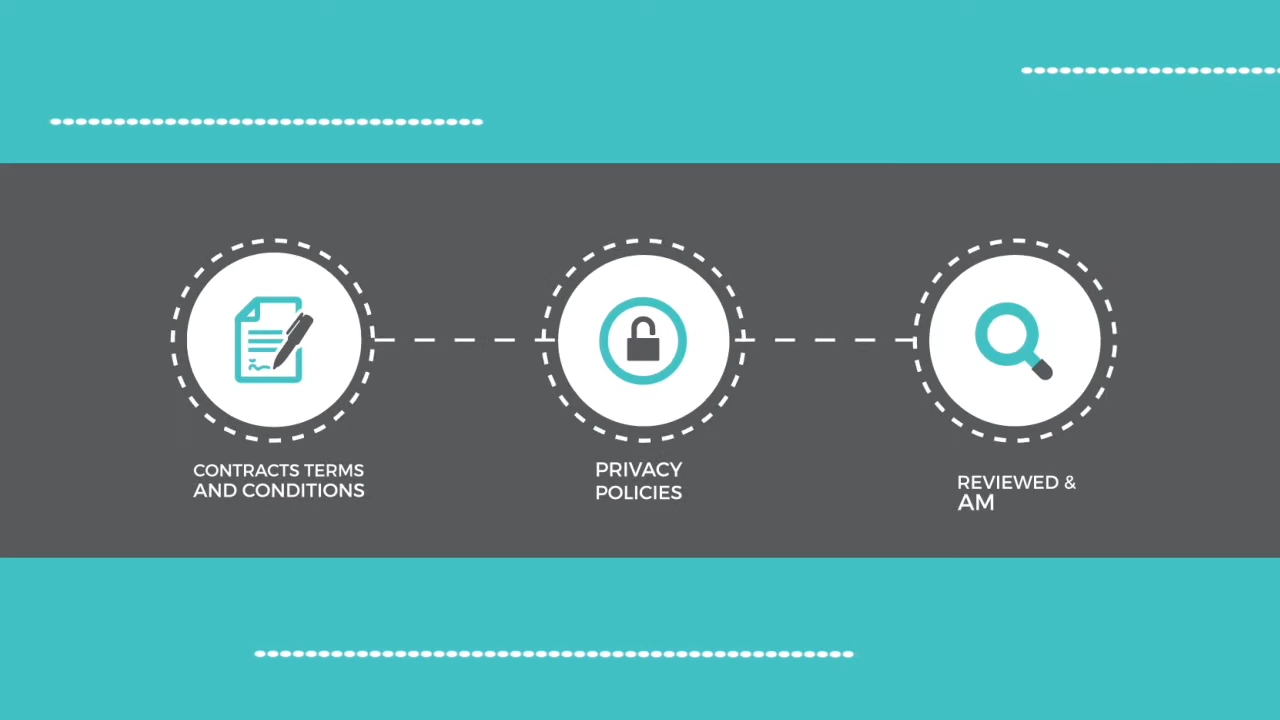 CONTRACTS TERMS
AND CONDITIONS
PRIVACY
POLICIES
REVIEWED &
AM